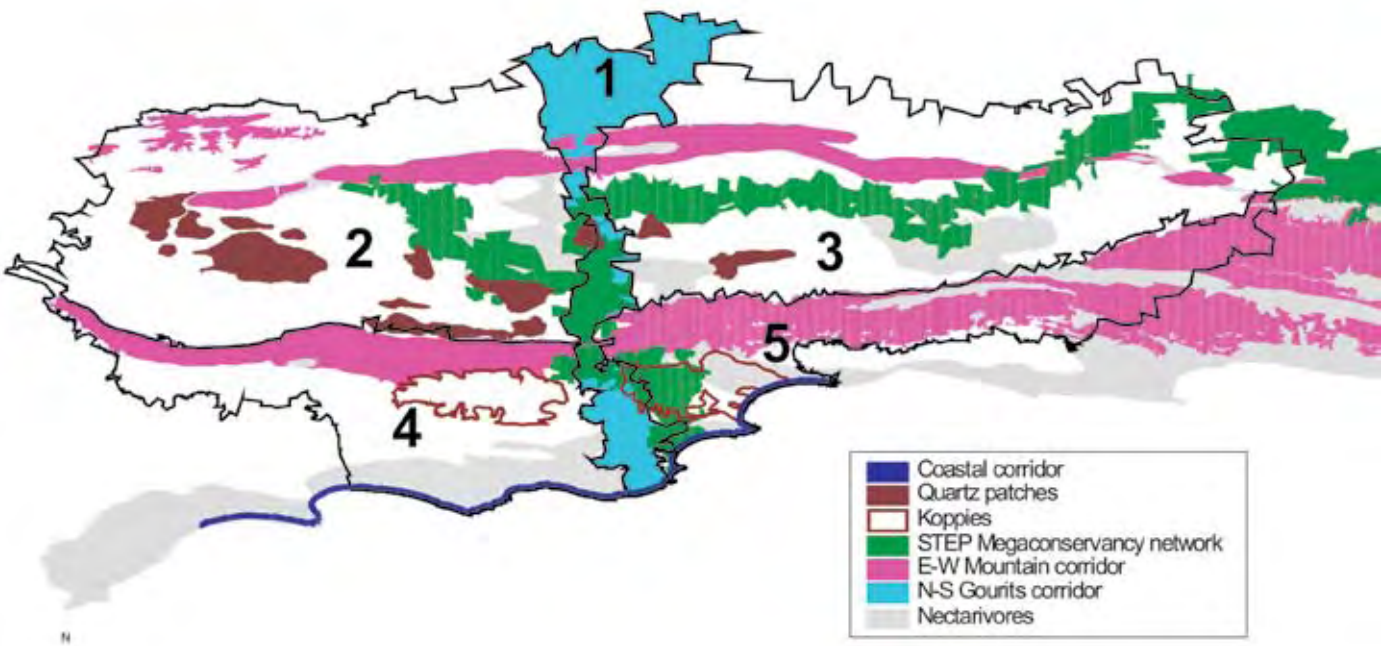 1
2
3
5
4
Coastal corridor
Quartz patches
Koppies
STEP Megaconservancy network
E-W Mountain corridor
N-S Gourits corridor
Nectarivores
N